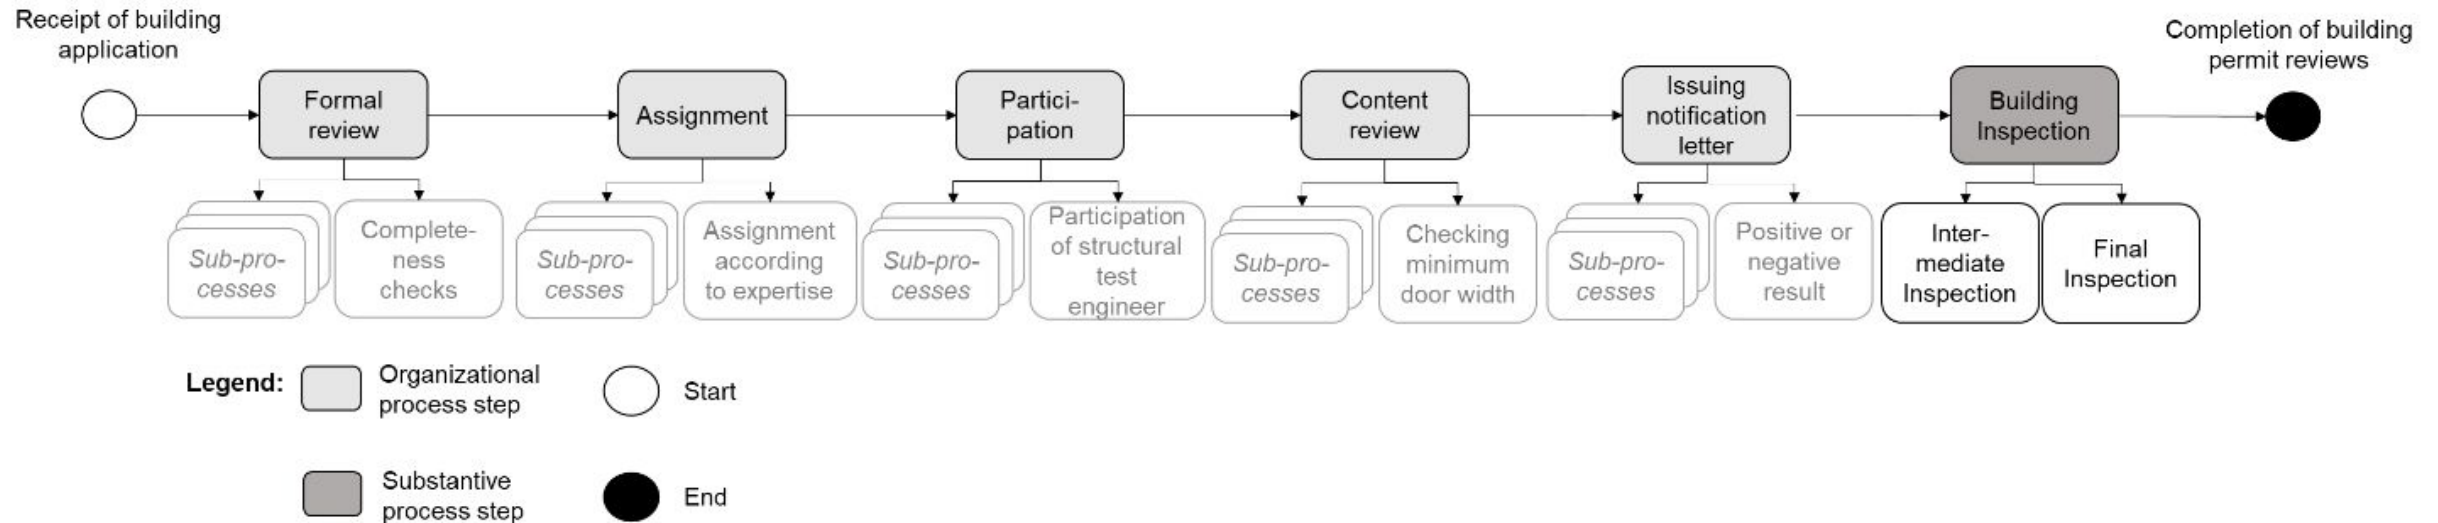 Receipt of building
application
Completion of building
permit reviews
Formal
review
Assignment
Partici-
pation
Content
review
Issuing
notification
letter
Building
Inspection
Sub-pro-
cesses
Complete-
ness
checks
Sub-pro-
cesses
Assignment
according
to expertise
Sub-pro-
cesses
Participation
of structural
test
engineer
Sub-pro-
cesses
Checking
minimum
door width
Sub-pro-
cesses
Positive or
negative
result
Inter-
mediate
Inspection
Final
Inspection
Legend:
Organizational
process step
Start
Substantive
process step
End